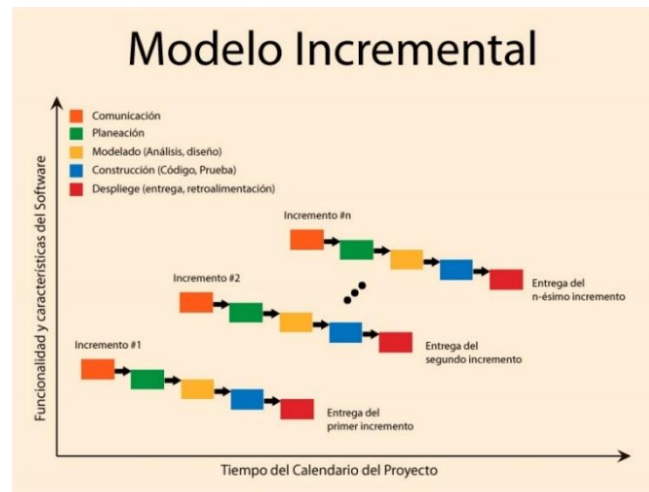 Modelo Incremental
Funcionalidad y características del Software
Comunicación
Planeación
Modelado (Análisis, diseño)
Construcción (Código, Prueba)
Despliege (entrega, retroalimentación)
Incremento #n
Entrega del
n-ésimo incremento
Incremento #2
Entrega del
segundo incremento
Incremento #1
Entrega del
primer incremento
Tiempo del Calendario del Proyecto